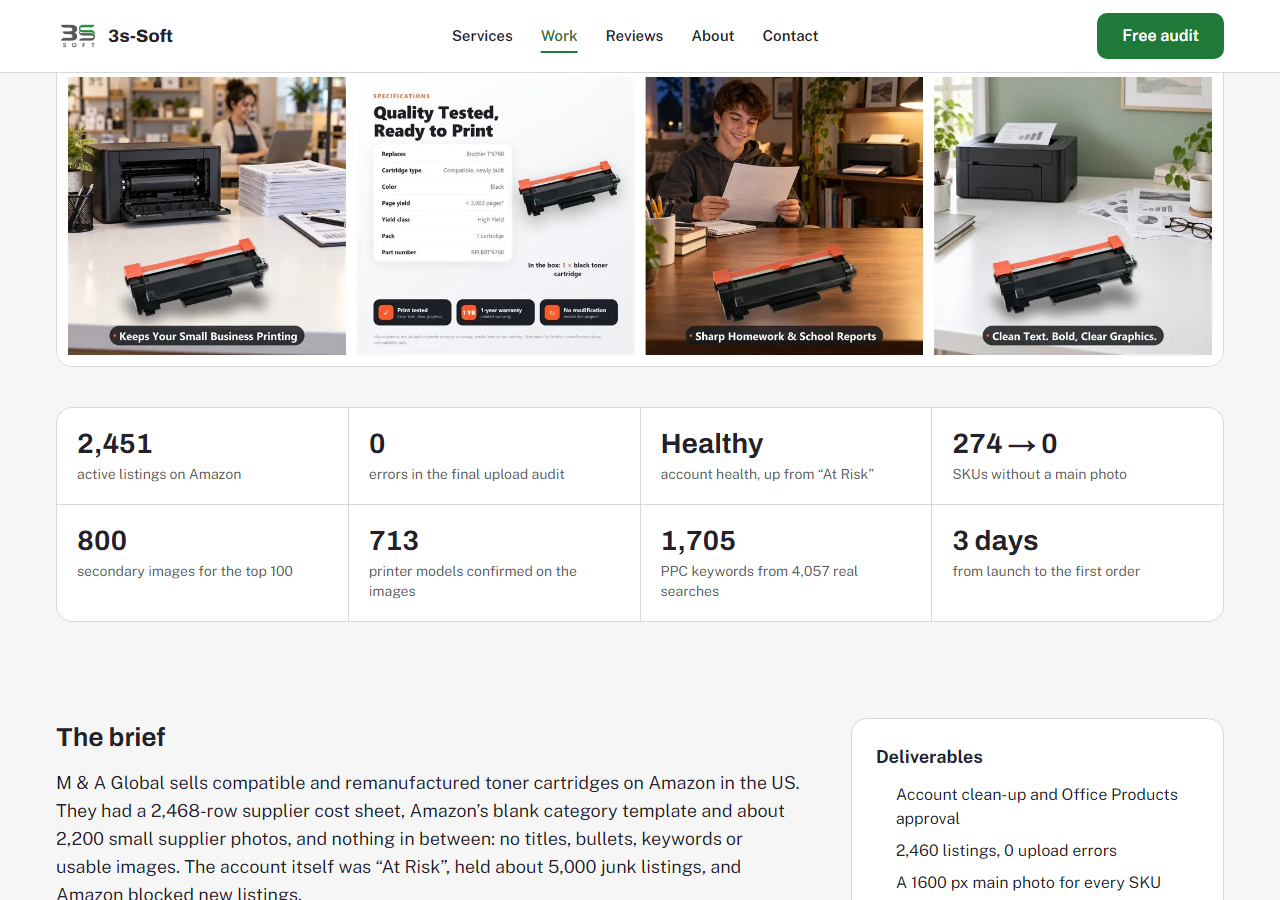 3S SOFT
3s-Soft
Services
Work
Reviews
About
Contact
Free audit
Keeps Your Small Business Printing
SPECIFICATIONS
Quality Tested,
Ready to Print
Replaces Brother TN760
Cartridge type Compatible, newly built
Color Black
Page yield ≈ 3,000 pages*
Yield class High Yield
Pack 1 cartridge
Part number RPLBRTN760
In the box: 1 × black toner
cartridge
Print tested
1 YR 1-year warranty
No modification
Sharp Homework & School Reports
Clean Text. Bold, Clear Graphics.
2,451
active listings on Amazon
0
errors in the final upload audit
Healthy
account health, up from “At Risk”
274 → 0
SKUs without a main photo
800
secondary images for the top 100
713
printer models confirmed on the
images
1,705
PPC keywords from 4,057 real
searches
3 days
from launch to the first order
The brief
M & A Global sells compatible and remanufactured toner cartridges on Amazon in the US.
They had a 2,468-row supplier cost sheet, Amazon’s blank category template and about
2,200 small supplier photos, and nothing in between: no titles, bullets, keywords or
usable images. The account itself was “At Risk”, held about 5,000 junk listings, and
Amazon blocked new listings.
Deliverables
Account clean-up and Office Products
approval
2,460 listings, 0 upload errors
A 1600 px main photo for every SKU